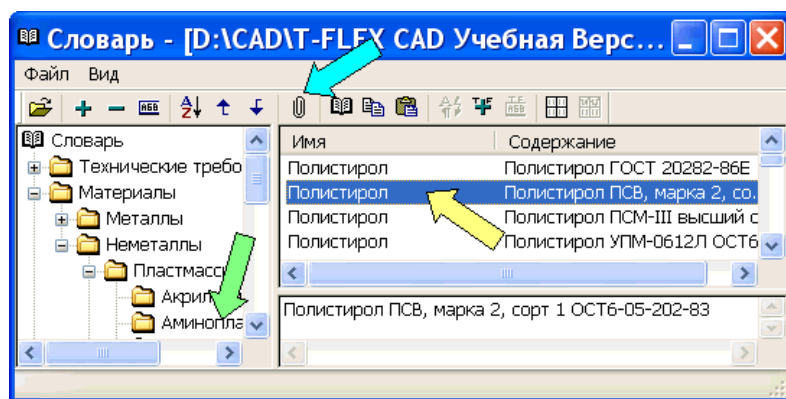 Словарь - [D:\CAD\T-FLEX CAD Учебная Верс...
Файл Вид
Словарь
Технические требо
Материалы
Металлы
Неметаллы
Пластмасс
Акрил
Аминопла
Имя Содержание
Полистирол Полистирол ГОСТ 20282-86Е
Полистирол Полистирол ПСВ, марка 2, со...
Полистирол Полистирол ПСМ-III высший с
Полистирол Полистирол УПМ-0612Л ОСТ6
Полистирол ПСВ, марка 2, сорт 1 ОСТ6-05-202-83